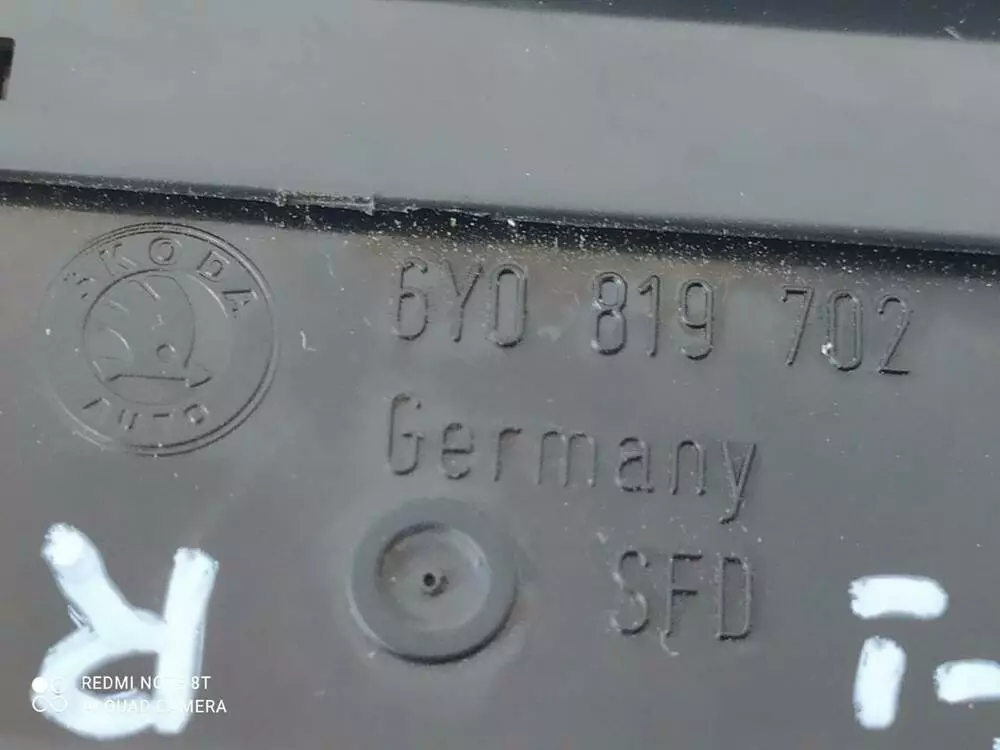 ŠKODA
AUTO
6Y0 819 702
Germany
SFD
REDMI NOTE 8T
AI QUAD CAMERA